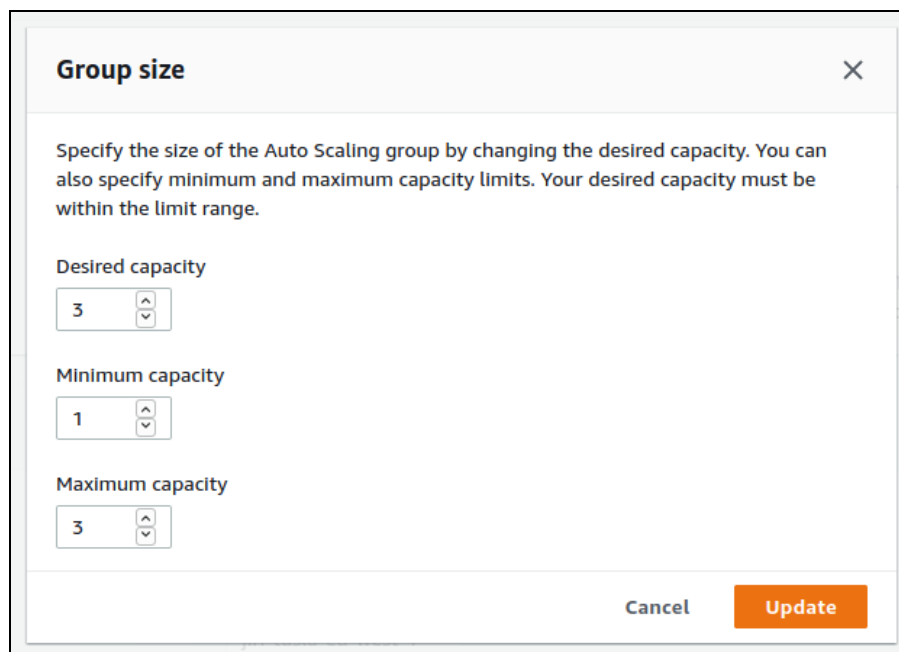 Group size
Specify the size of the Auto Scaling group by changing the desired capacity. You can
also specify minimum and maximum capacity limits. Your desired capacity must be
within the limit range.
Desired capacity
3
Minimum capacity
1
Maximum capacity
3
Cancel
Update